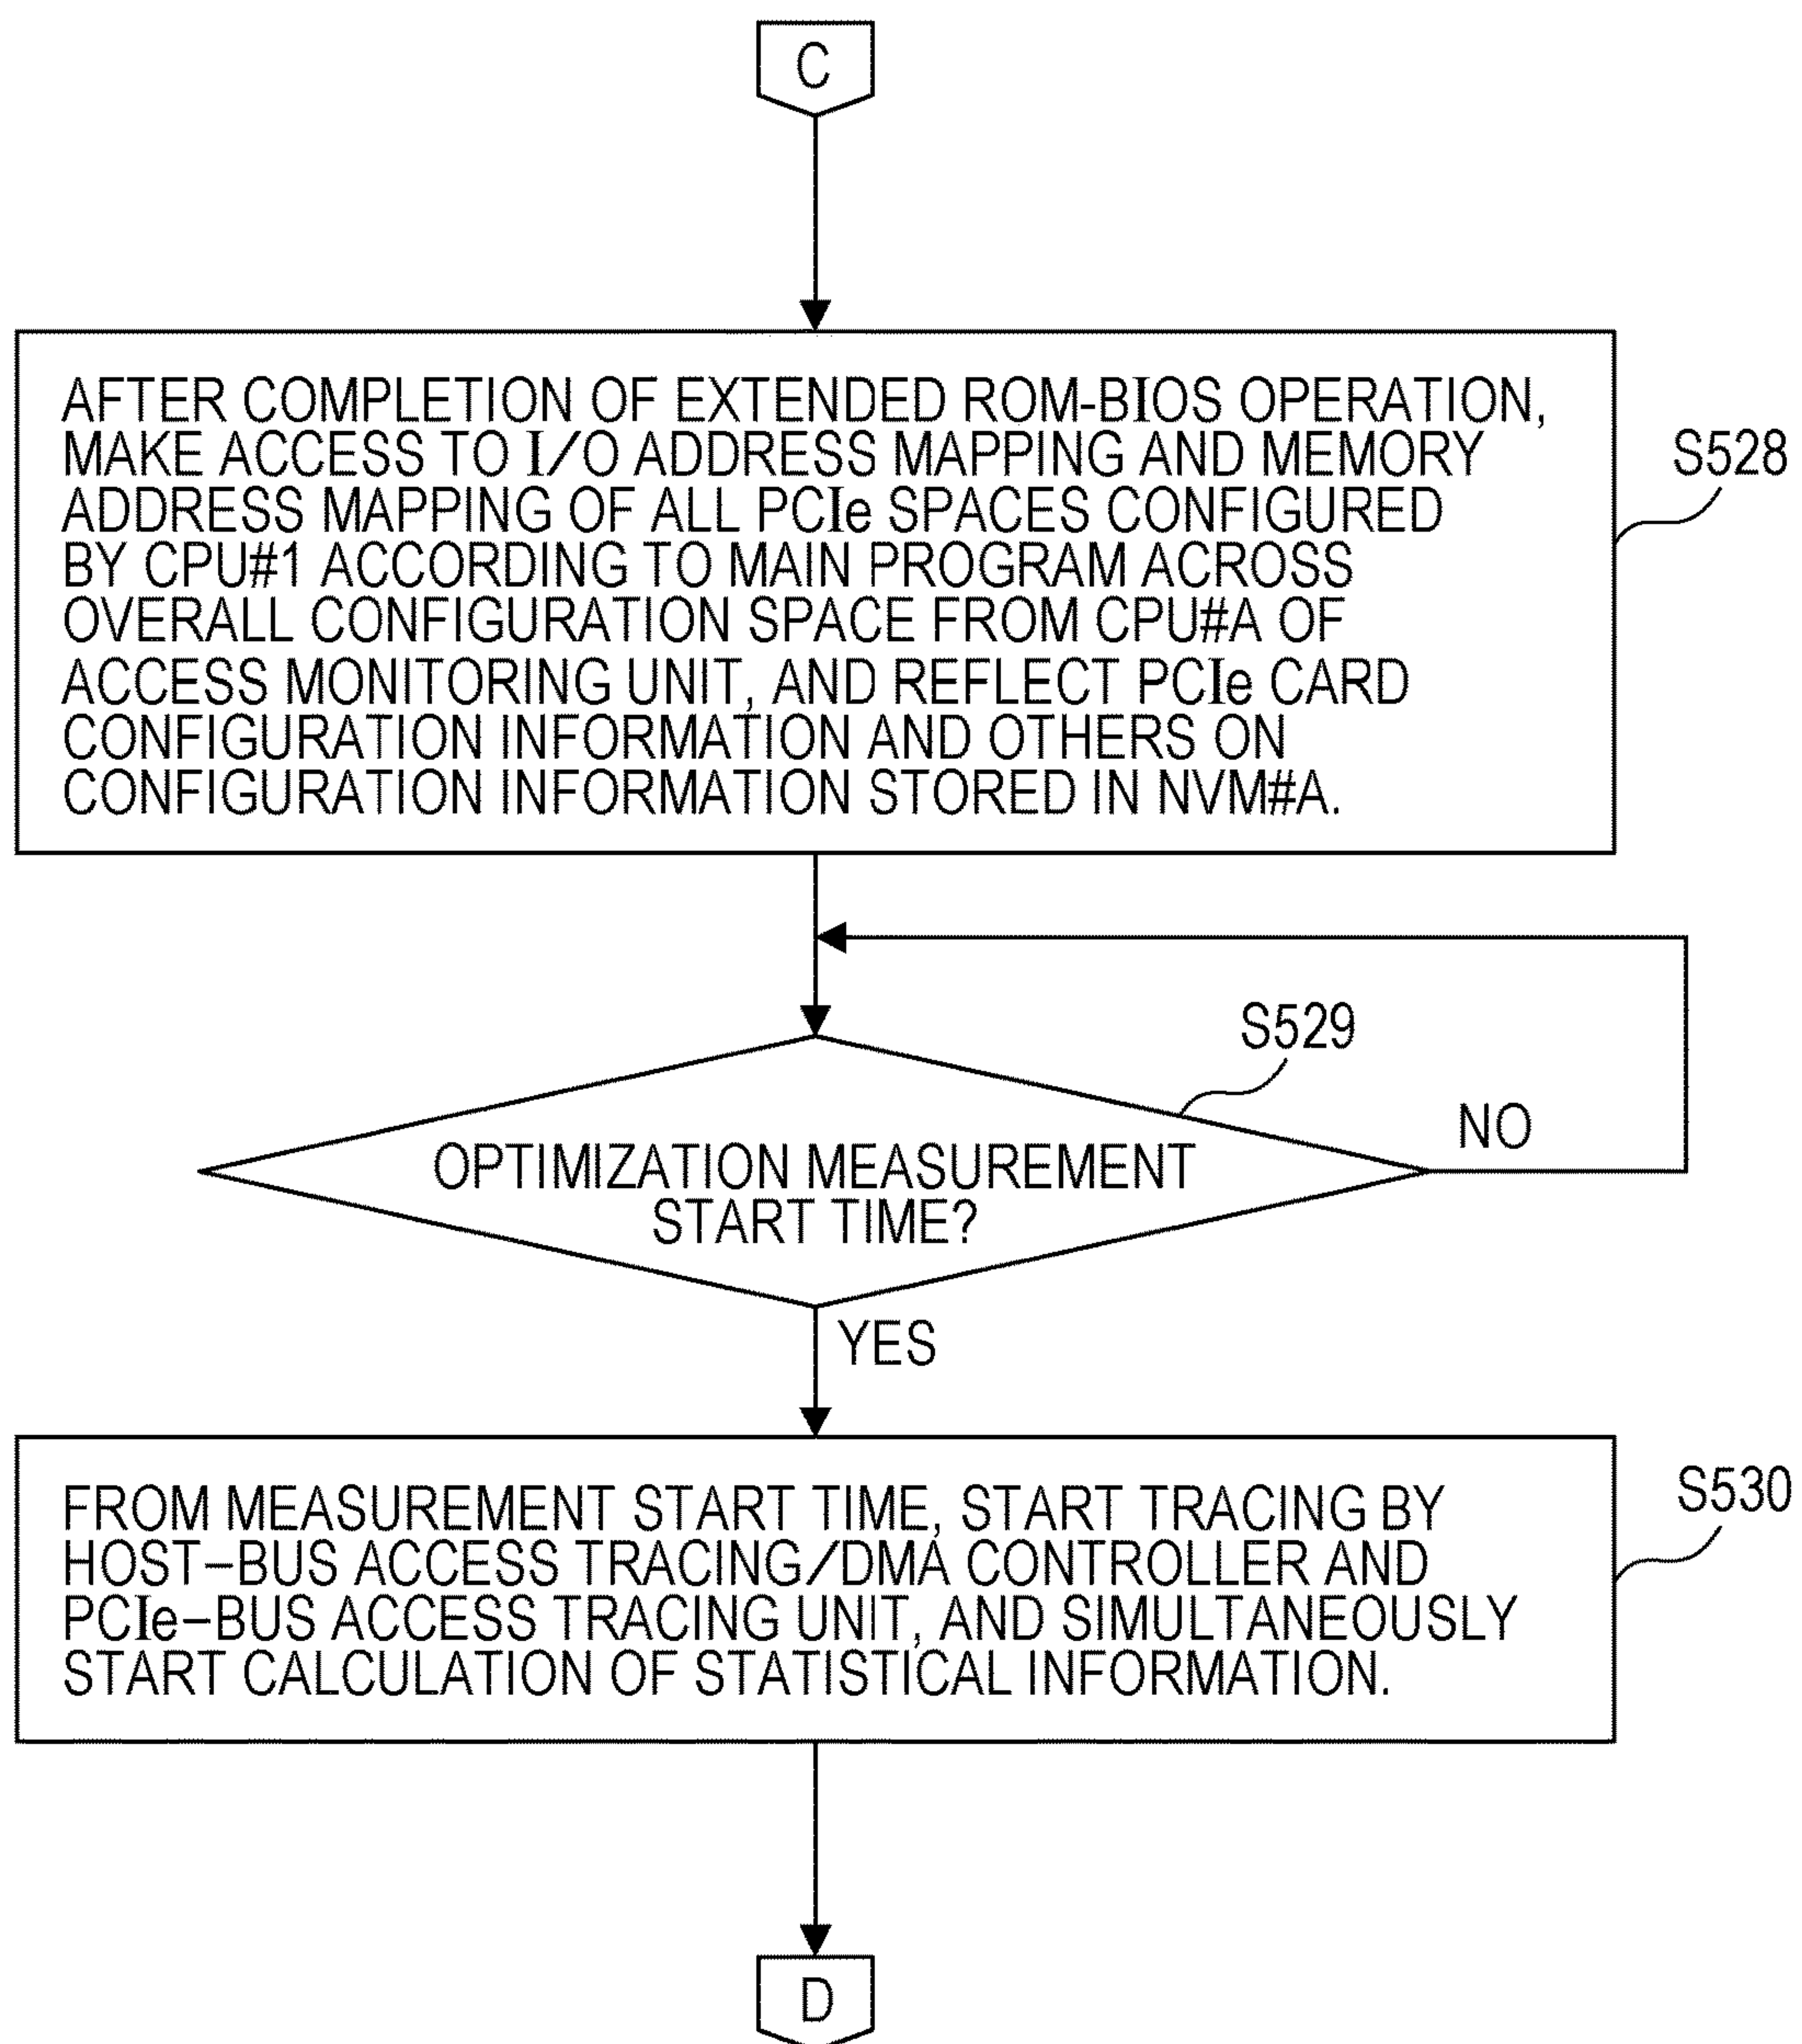 C
AFTER COMPLETION OF EXTENDED ROM-BIOS OPERATION,
MAKE ACCESS TO I/O ADDRESS MAPPING AND MEMORY
ADDRESS MAPPING OF ALL PCIe SPACES CONFIGURED
BY CPU#1 ACCORDING TO MAIN PROGRAM ACROSS
OVERALL CONFIGURATION SPACE FROM CPU#A OF
ACCESS MONITORING UNIT, AND REFLECT PCIe CARD
CONFIGURATION INFORMATION AND OTHERS ON
CONFIGURATION INFORMATION STORED IN NVM#A.
S528
S529
OPTIMIZATION MEASUREMENT
START TIME?
NO
YES
FROM MEASUREMENT START TIME, START TRACING BY
HOST-BUS ACCESS TRACING/DMA CONTROLLER AND
PCIe-BUS ACCESS TRACING UNIT, AND SIMULTANEOUSLY
START CALCULATION OF STATISTICAL INFORMATION.
S530
D